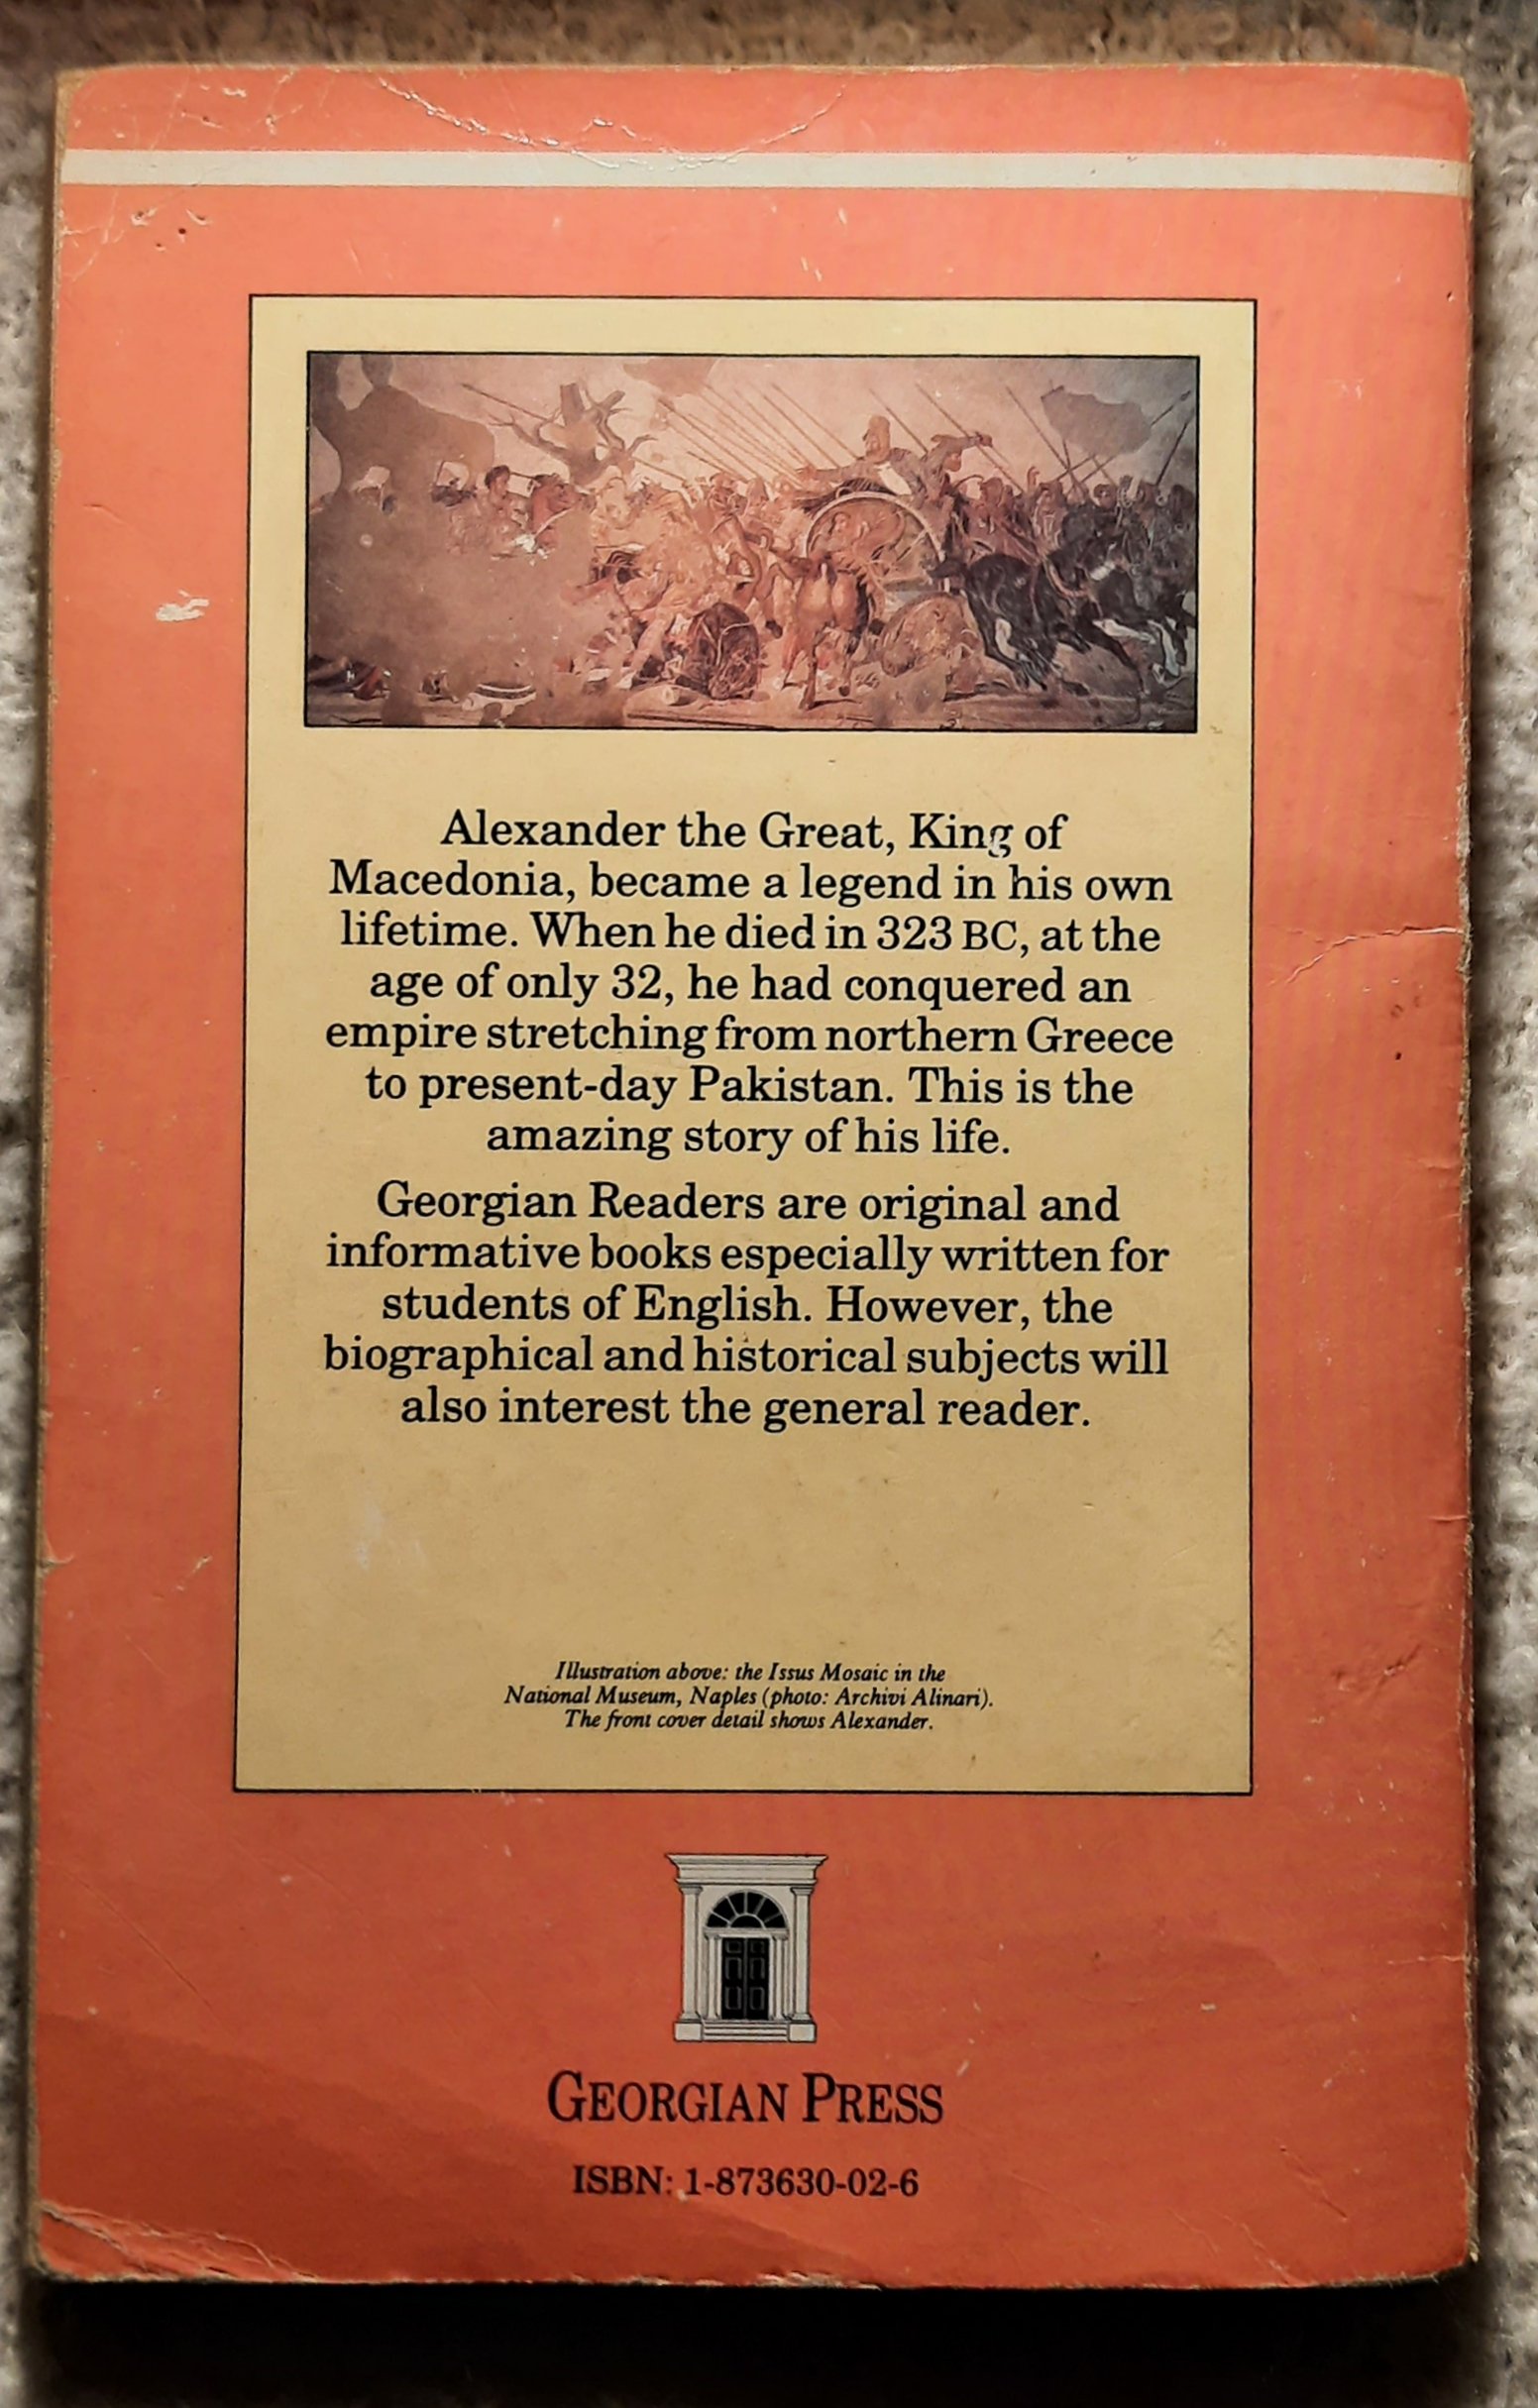 Alexander the Great, King of
Macedonia, became a legend in his own
lifetime. When he died in 323 BC, at the
age of only 32, he had conquered an
empire stretching from northern Greece
to present-day Pakistan. This is the
amazing story of his life.
Georgian Readers are original and
informative books especially written for
students of English. However, the
biographical and historical subjects will
also interest the general reader.
Illustration above: the Issus Mosaic in the
National Museum, Naples (photo: Archivi Alinari).
The front cover detail shows Alexander.
GEORGIAN PRESS
ISBN: 1-873630-02-6